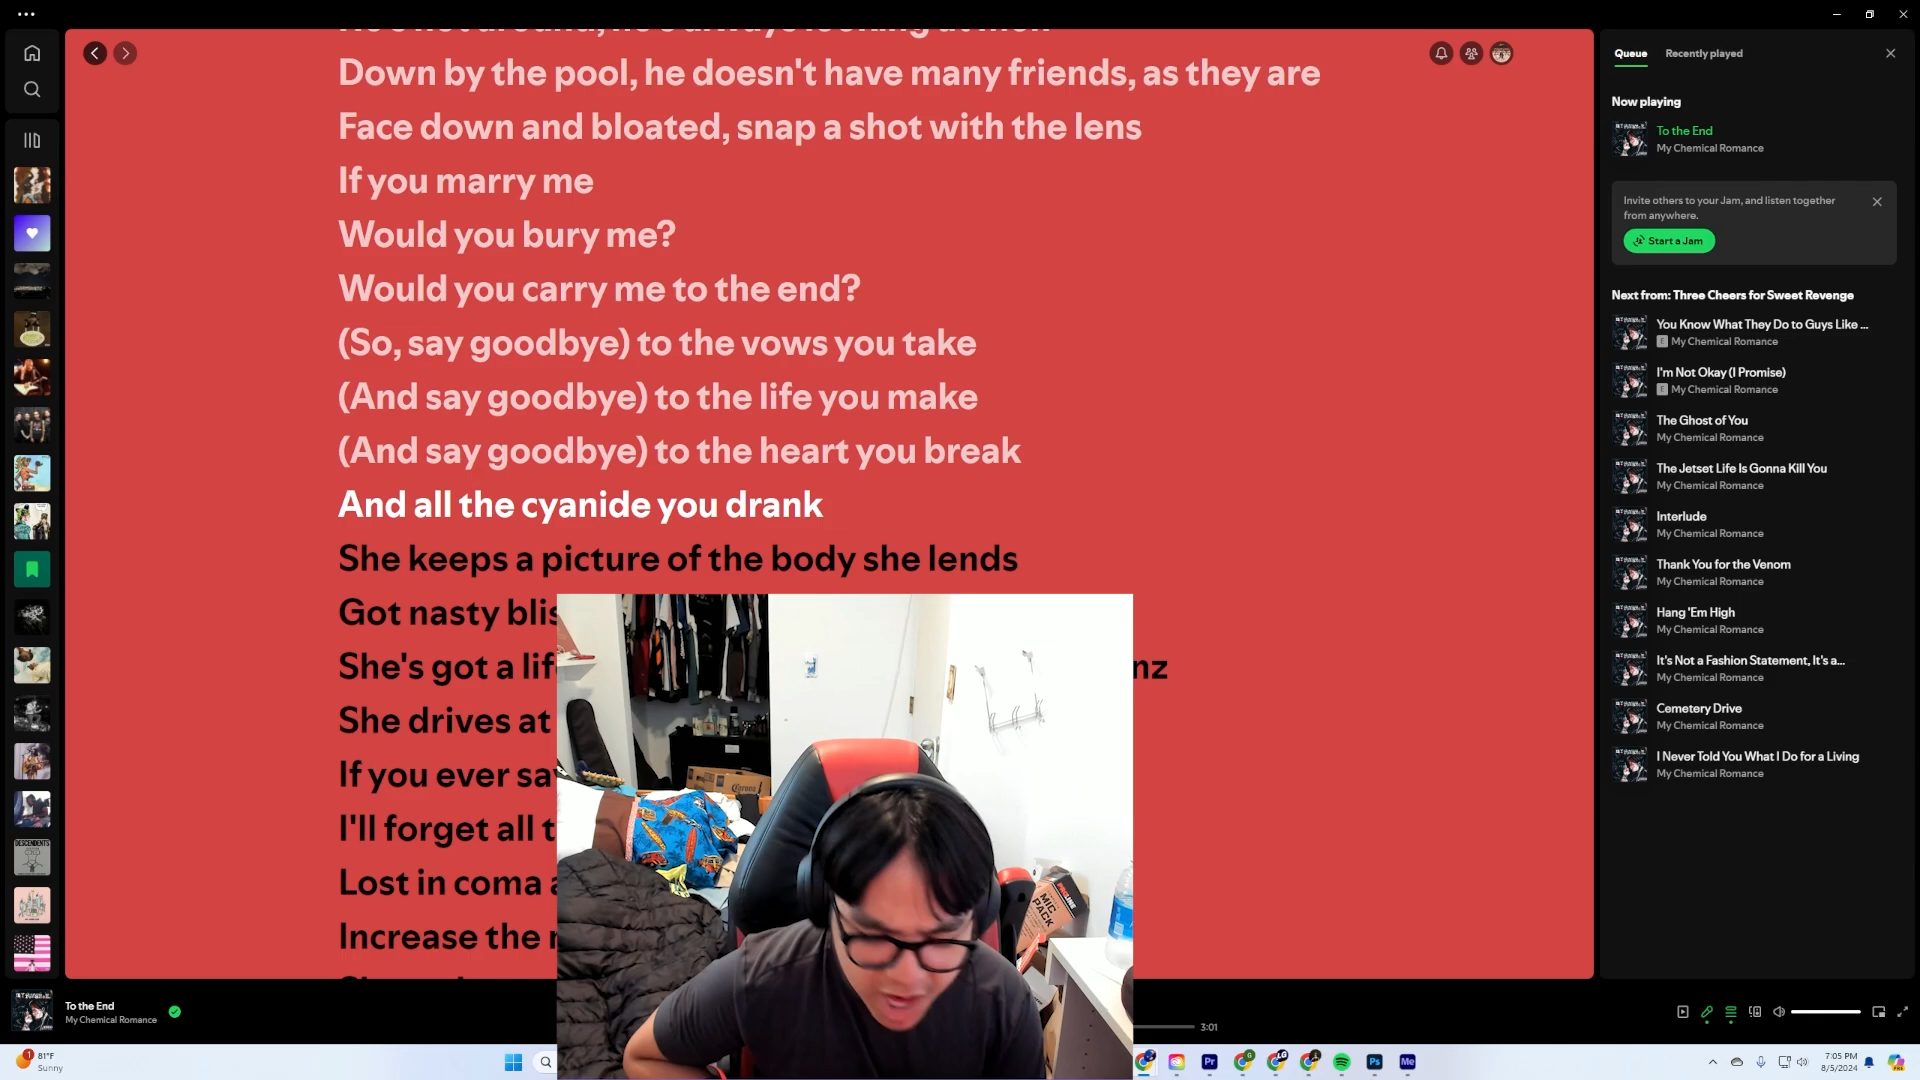 Down by the pool, he doesn't have many friends, as they are
Face down and bloated, snap a shot with the lens
If you marry me
Would you bury me?
Would you carry me to the end?
(So, say goodbye) to the vows you take
(And say goodbye) to the life you make
(And say goodbye) to the heart you break
And all the cyanide you drank
She keeps a picture of the body she lends
Got nasty blis
She's got a lif
nz
She drives at
If you ever sa
I'll forget all t
Lost in coma a
Increase the
Corona
MIC
PACK
DESCENDENTS
Queue
Recently played
Now playing
To the End
My Chemical Romance
Invite others to your Jam, and listen together
from anywhere.
Start a Jam
Next from: Three Cheers for Sweet Revenge
You Know What They Do to Guys Like ...
E My Chemical Romance
I'm Not Okay (I Promise)
E My Chemical Romance
The Ghost of You
My Chemical Romance
The Jetset Life Is Gonna Kill You
My Chemical Romance
Interlude
My Chemical Romance
Thank You for the Venom
My Chemical Romance
Hang 'Em High
My Chemical Romance
It's Not a Fashion Statement, It's a...
My Chemical Romance
Cemetery Drive
My Chemical Romance
I Never Told You What I Do for a Living
My Chemical Romance
To the End
My Chemical Romance
3:01
1
81°F
Sunny
Pr
G
LG
Ps
Me
7:05 PM
8/5/2024